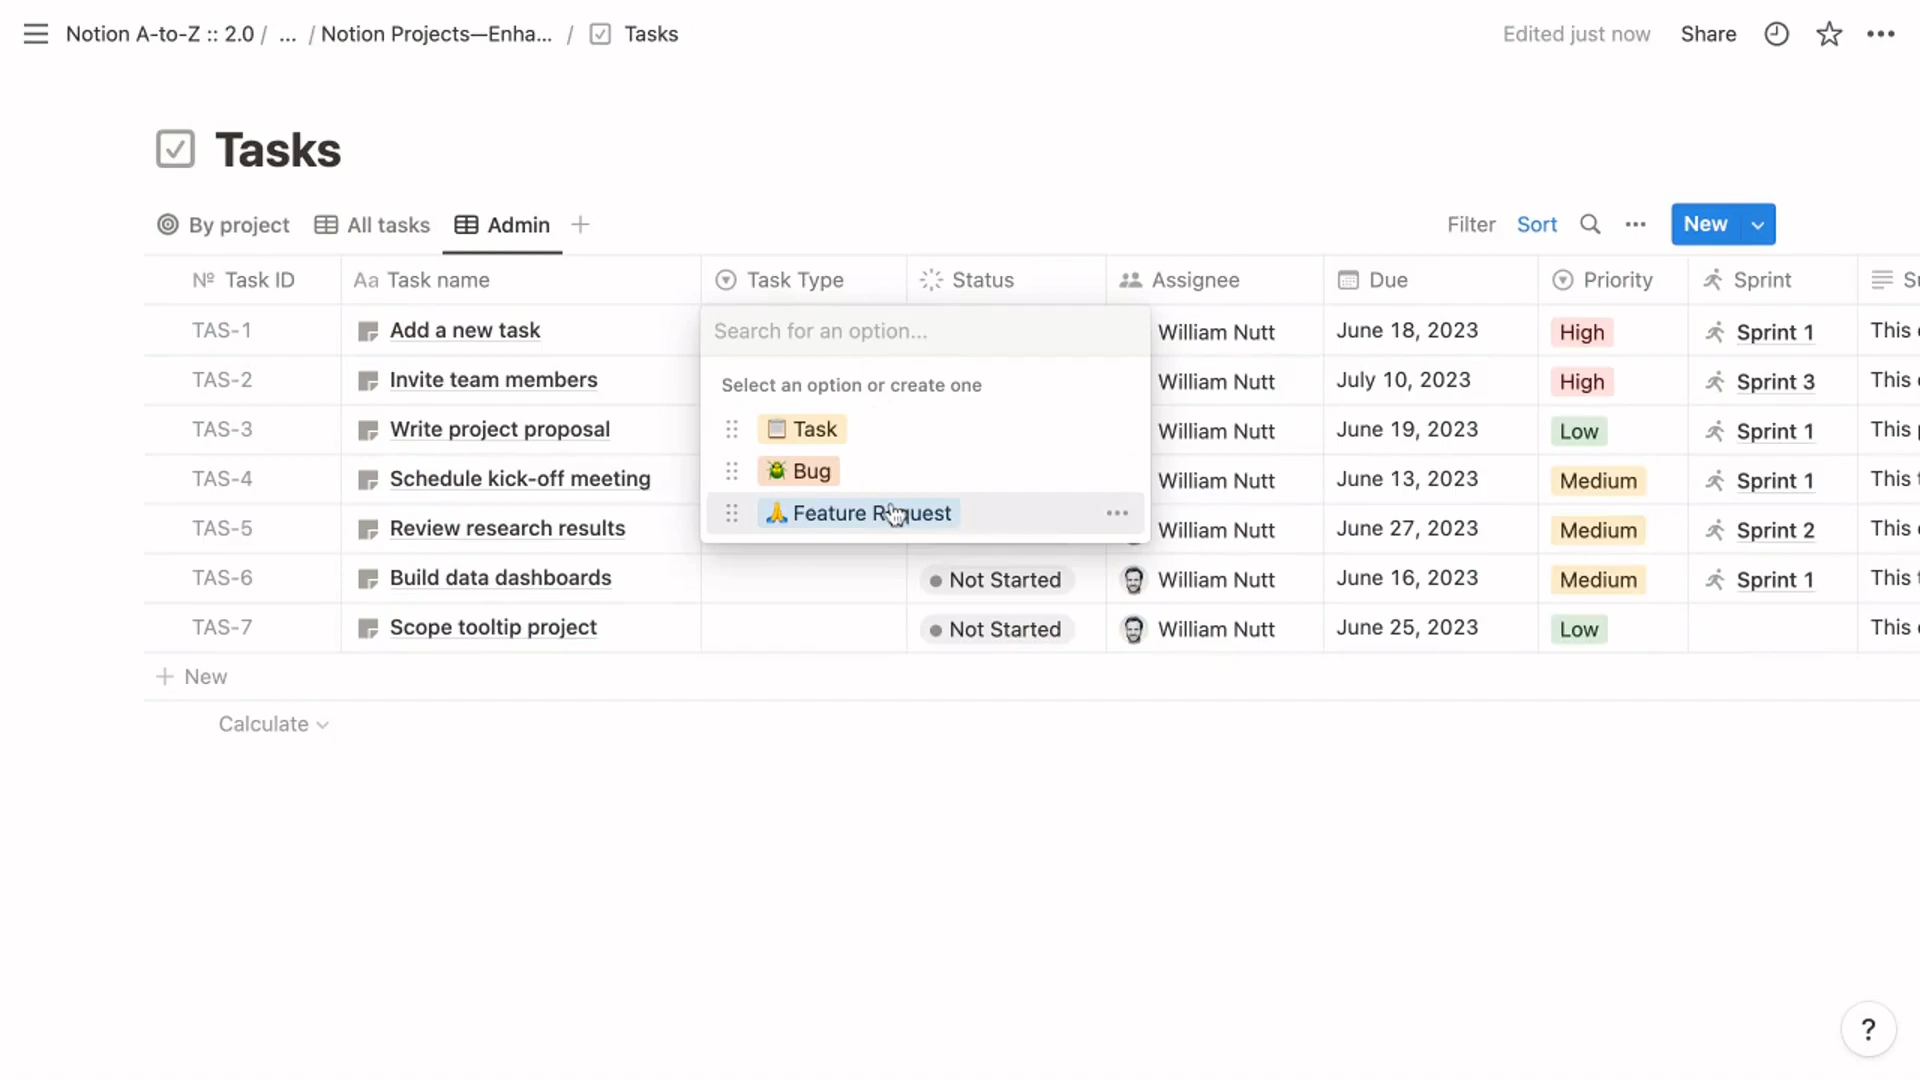 Notion A-to-Z :: 2.0 / ... / Notion Projects—Enha... / Tasks
Edited just now Share
Tasks
By project All tasks Admin
Filter Sort New
Nº Task ID Aa Task name Task Type Status Assignee Due Priority Sprint
TAS-1 Add a new task Search for an option... William Nutt June 18, 2023 High Sprint 1 This
TAS-2 Invite team members Select an option or create one William Nutt July 10, 2023 High Sprint 3 This
TAS-3 Write project proposal Task William Nutt June 19, 2023 Low Sprint 1 This
TAS-4 Schedule kick-off meeting Bug William Nutt June 13, 2023 Medium Sprint 1 This
TAS-5 Review research results Feature Request William Nutt June 27, 2023 Medium Sprint 2 This
TAS-6 Build data dashboards Not Started William Nutt June 16, 2023 Medium Sprint 1 This
TAS-7 Scope tooltip project Not Started William Nutt June 25, 2023 Low This
New
Calculate
?